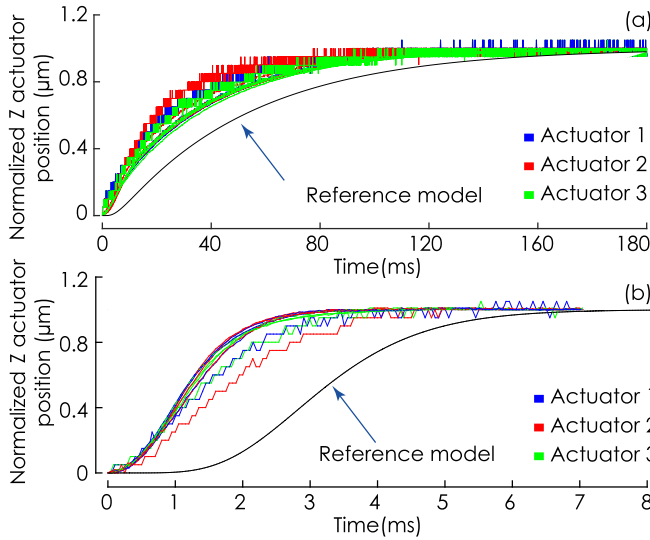 1.2
(a)
0.8
0.4
0
Normalized Z actuator
position (μm)
Actuator 1
Actuator 2
Actuator 3
Reference model
0
40
80
120
160
180
Time(ms)
1.2
(b)
0.8
0.4
0
Normalized Z actuator
position (μm)
Actuator 1
Actuator 2
Actuator 3
Reference model
0
1
2
3
4
5
6
7
8
Time(ms)